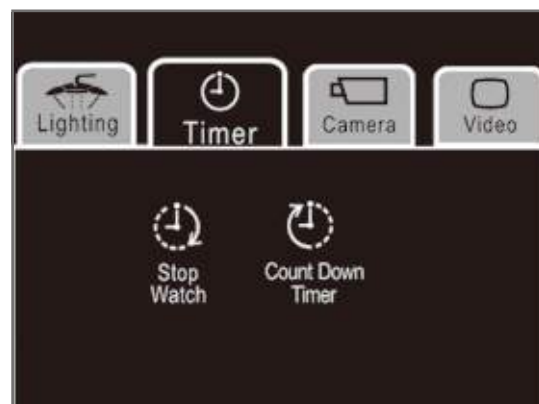 Lighting
Timer
Camera
Video
Stop
Watch
Count Down
Timer